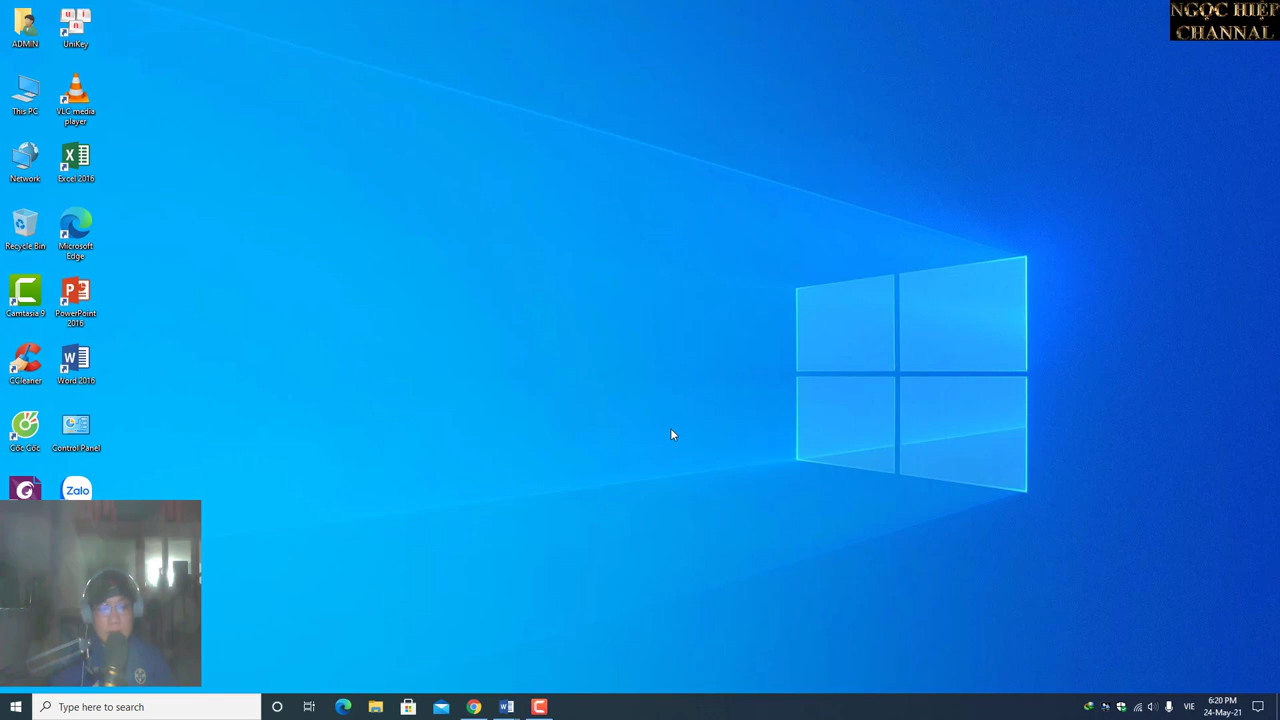 NGỌC HIỆP
CHANNAL
ADMIN
UniKey
This PC
VLC media
player
Network
Excel 2016
Recycle Bin
Microsoft
Edge
Camtasia 9
PowerPoint
2016
CCleaner
Word 2016
Cốc Cốc
Control Panel
Zalo
Type here to search
VIE
6:20 PM
24-May-21